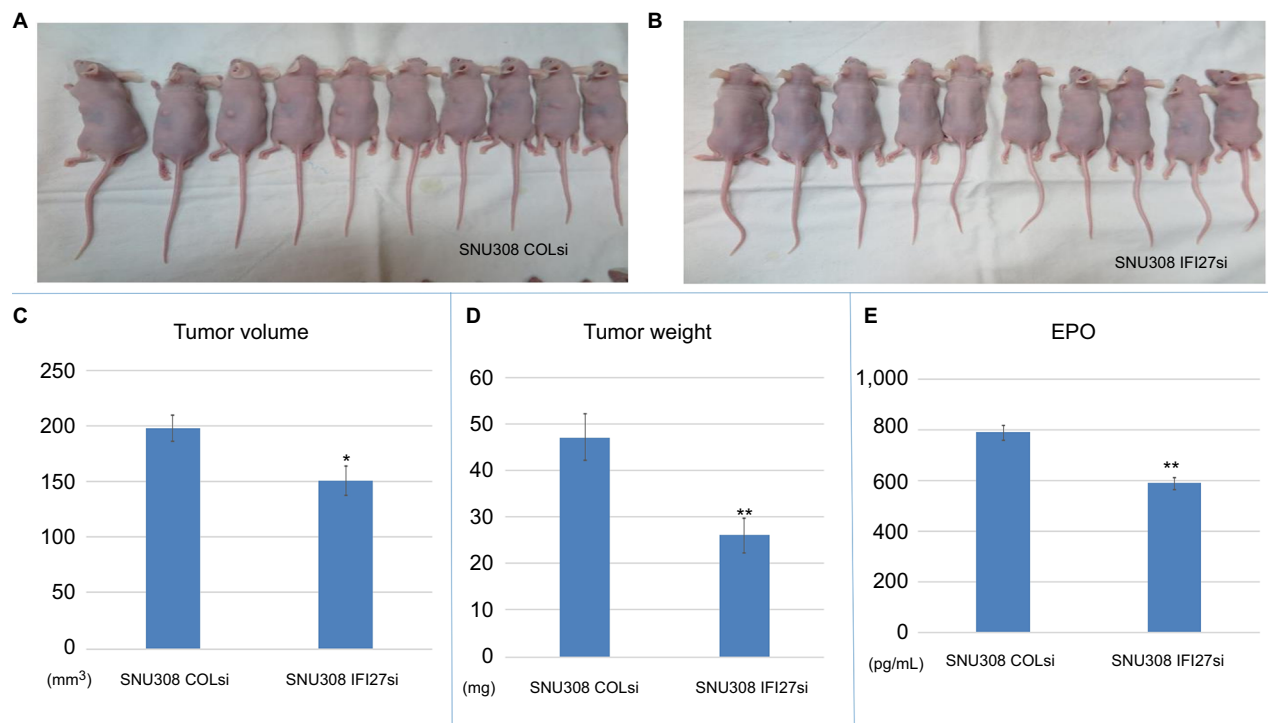 A
B
SNU308 COLsi
SNU308 IFI27si
C
Tumor volume
250
200
150
100
50
0
*
(mm³)
SNU308 COLsi
SNU308 IFI27si
D
Tumor weight
60
50
40
30
20
10
0
**
(mg)
SNU308 COLsi
SNU308 IFI27si
E
EPO
1,000
800
600
400
200
0
**
(pg/mL)
SNU308 COLsi
SNU308 IFI27si